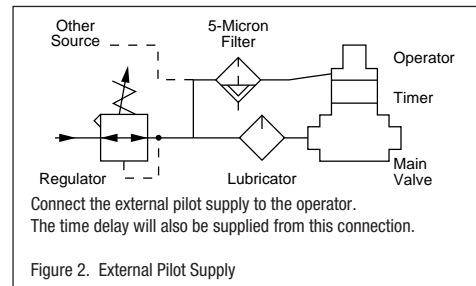 Other
Source
5-Micron
Filter
Operator
Timer
Regulator
Lubricator
Main
Valve
Connect the external pilot supply to the operator.
The time delay will also be supplied from this connection.
Figure 2. External Pilot Supply